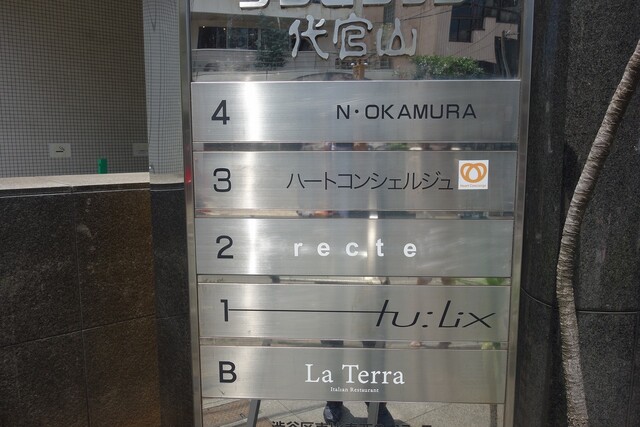 代官山
4 N・OKAMURA
3 ハートコンシェルジュ
2 recte
1 tu:Lix
B La Terra
Italian Restaurant